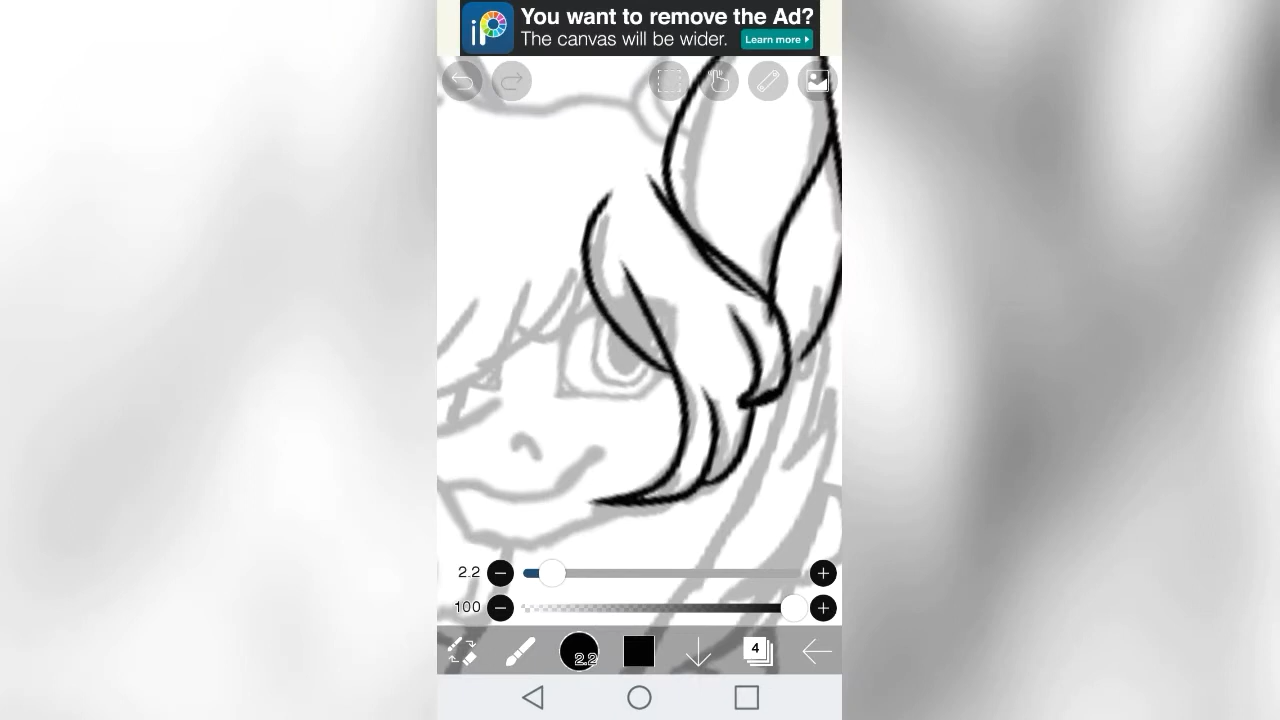 iP
You want to remove the Ad?
The canvas will be wider.
Learn more
2.2
100
2.2
4